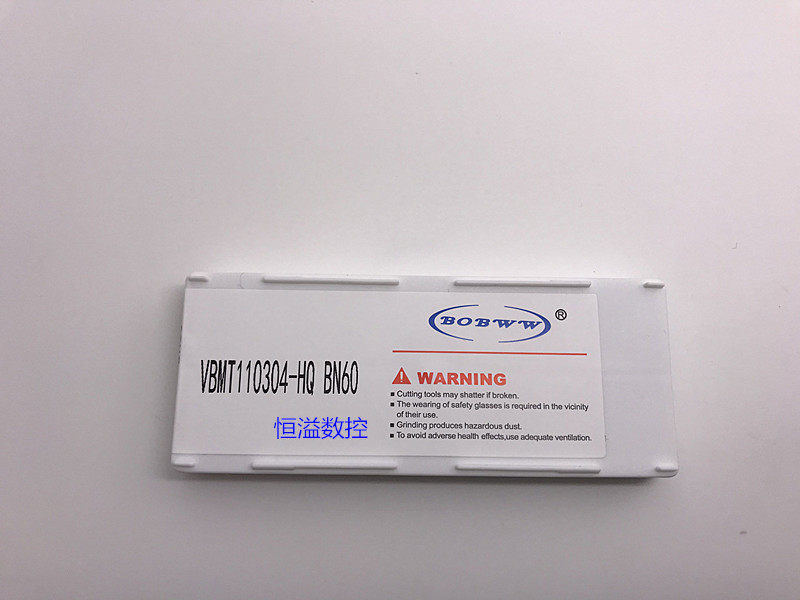 BOBWW ®
VBMT110304-HQ BN60
恒溢数控
WARNING
■ Cutting tools may shatter if broken.
■ The wearing of safety glasses is required in the vicinity
of their use.
■ Grinding produces hazardous dust.
■ To avoid adverse health effects,use adequate ventilation.